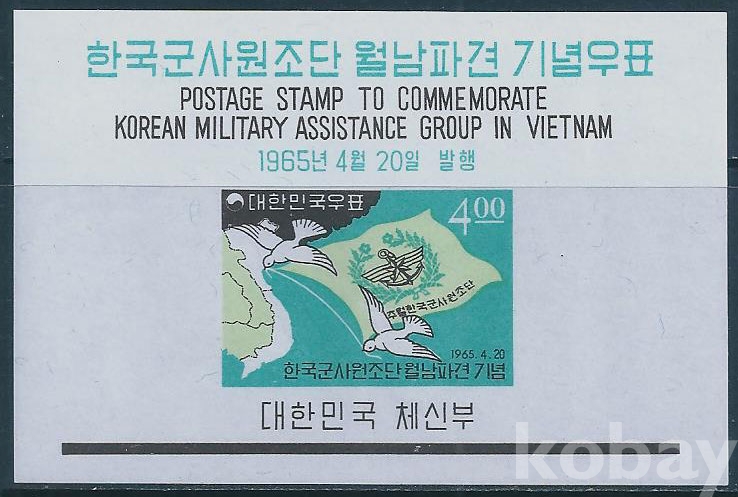 한국군사원조단 월남파견 기념우표
POSTAGE STAMP TO COMMEMORATE
KOREAN MILITARY ASSISTANCE GROUP IN VIETNAM
1965년 4월 20일 발행
대한민국우표
4.00
주월한국군사원조단
1965.4.20
한국군사원조단월남파견기념
대한민국 체신부
kobay